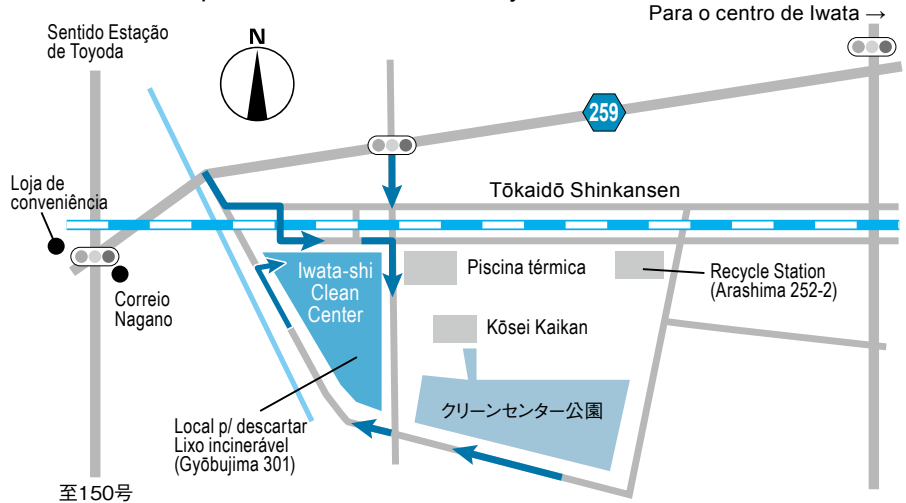 Para o centro de Iwata →
Sentido Estação
de Toyoda
N
259
Loja de
conveniência
Tōkaidō Shinkansen
Iwata-shi
Clean
Center
Piscina térmica
Recycle Station
(Arashima 252-2)
Correio
Nagano
Kōsei Kaikan
クリーンセンター公園
Local p/ descartar
Lixo incinerável
(Gyōbujima 301)
至150号